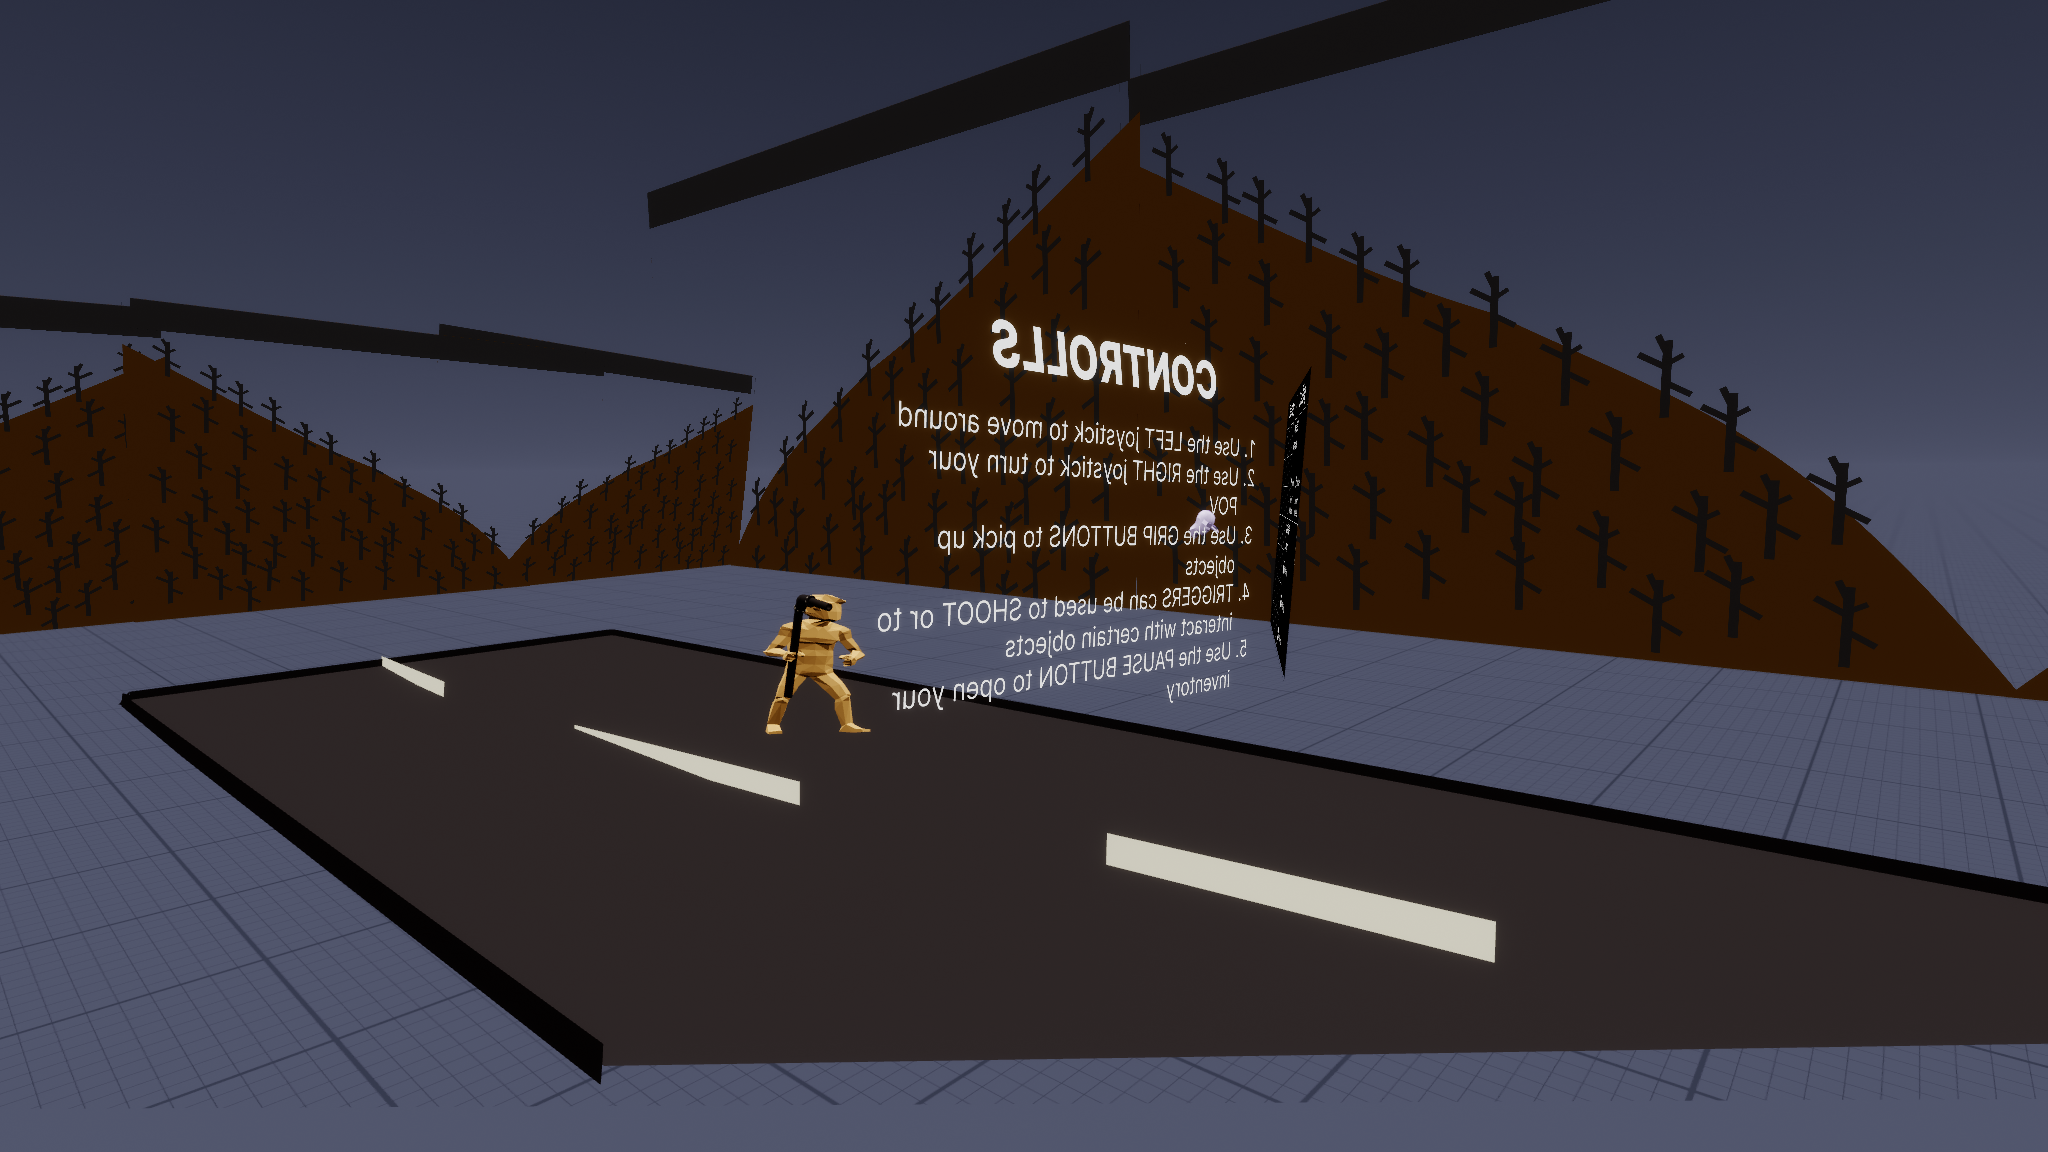 CONTROLLS
1. Use the LEFT joystick to move around
2. Use the RIGHT joystick to turn your
POV
3. Use the GRIP BUTTONS to pick up
objects
4. TRIGGERS can be used to SHOOT or to
interact with certain objects
5. Use the PAUSE BUTTON to open your
inventory